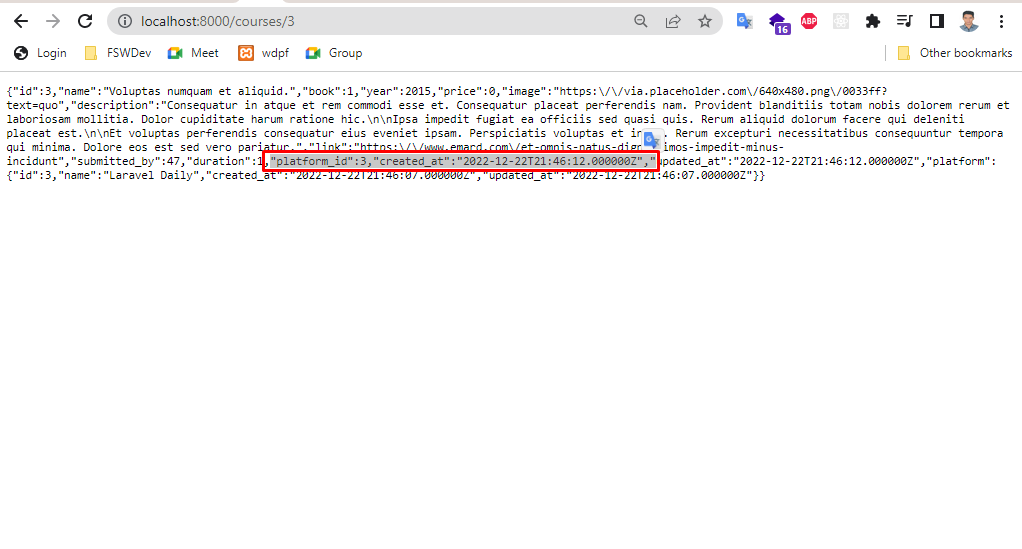 localhost:8000/courses/3
16
ABP
Login FSWDev Meet wdpf Group Other bookmarks
{"id":3,"name":"Voluptas numquam et aliquid.","book":1,"year":2015,"price":0,"image":"https:\/\/via.placeholder.com\/640x480.png\/0033ff?
text=quo","description":"Consequatur in atque et rem commodi esse et. Consequatur placeat perferendis nam. Provident blanditiis totam nobis dolorem rerum et
laboriosam mollitia. Dolor cupiditate harum ratione hic.\n\nIpsa impedit fugiat ea officiis sed quasi quis. Rerum aliquid dolorum facere qui deleniti
placeat est.\n\nEt voluptas perferendis consequatur eius eveniet ipsam. Perspiciatis voluptas et in . Rerum excepturi necessitatibus consequuntur tempora
qui minima. Dolore eos est sed vero pariatur.","link":"https:\/\/www.emard.com\/et-omnis-natus-dign imos-impedit-minus-
incidunt","submitted_by":47,"duration":1,"platform_id":3,"created_at":"2022-12-22T21:46:12.000000Z","updated_at":"2022-12-22T21:46:12.000000Z","platform":
{"id":3,"name":"Laravel Daily","created_at":"2022-12-22T21:46:07.000000Z","updated_at":"2022-12-22T21:46:07.000000Z"}}